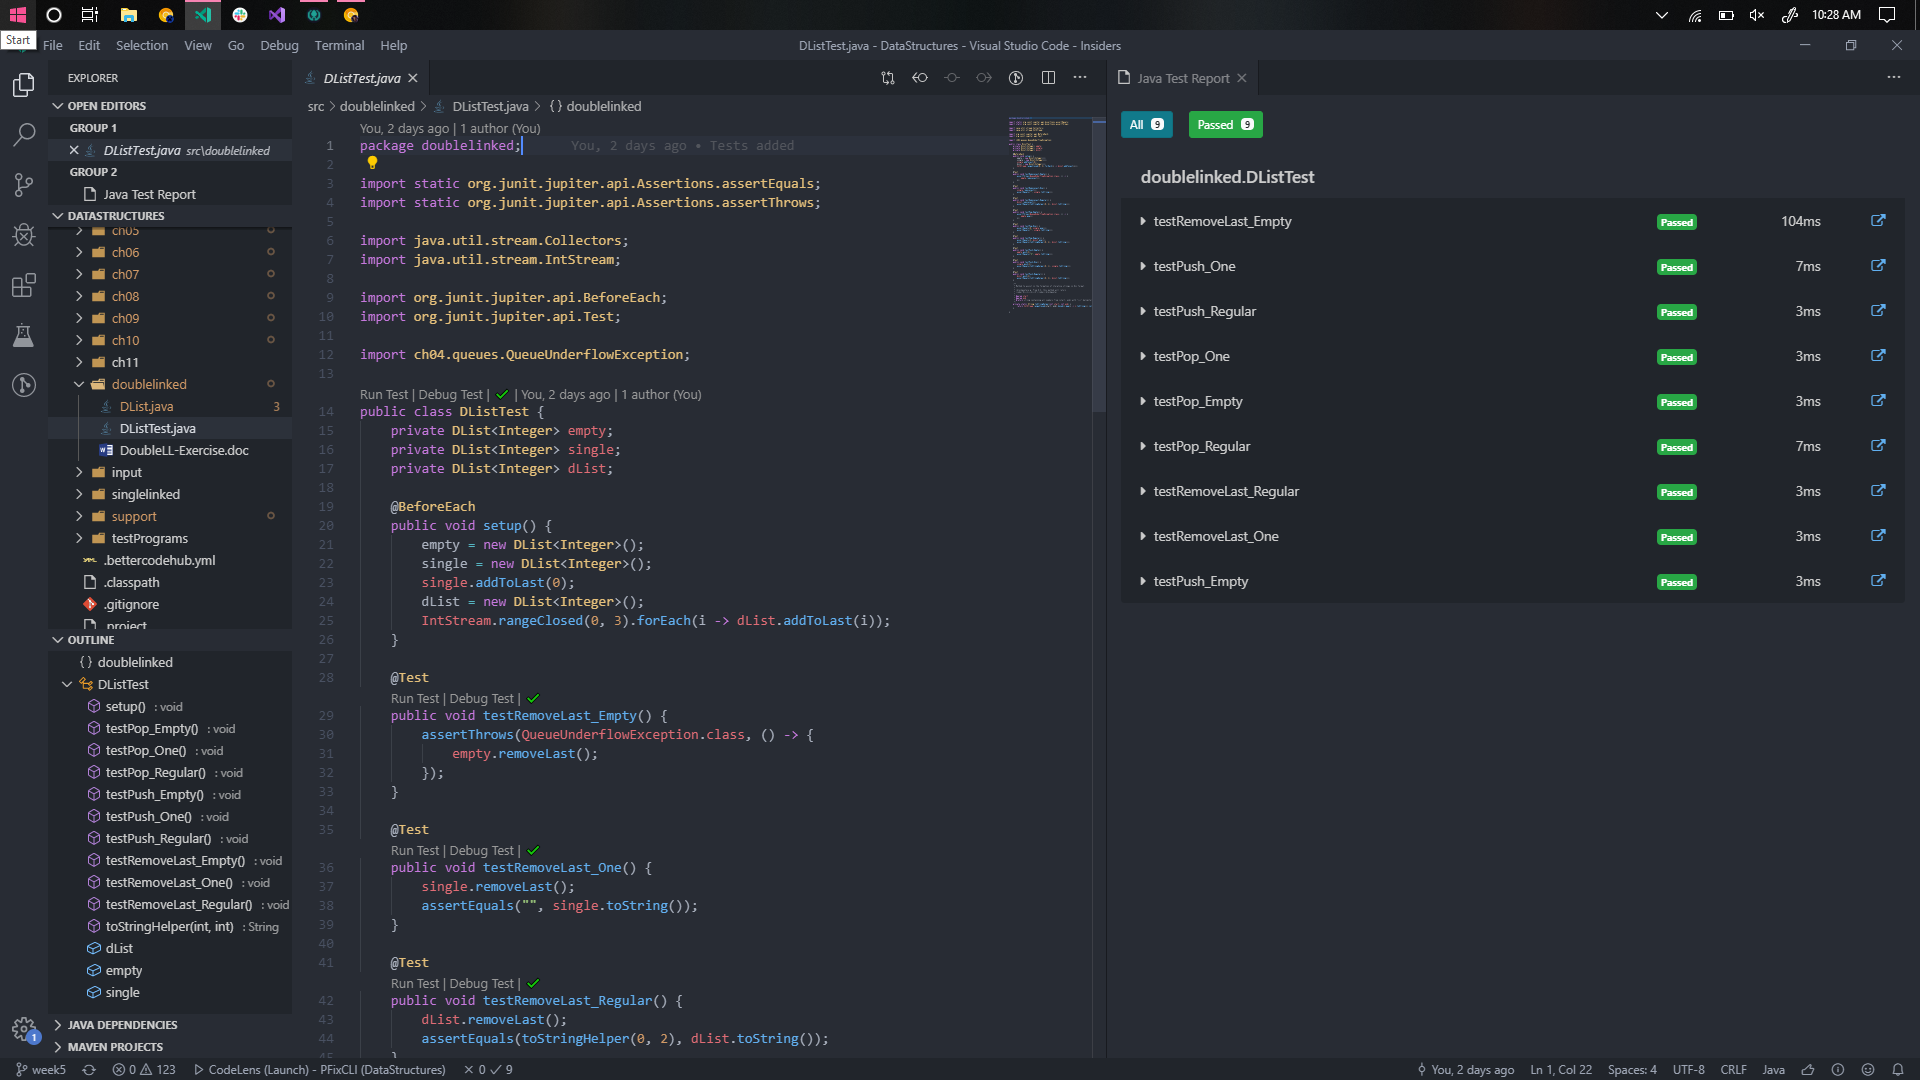 10:28 AM
Start
File Edit Selection View Go Debug Terminal Help
DListTest.java - DataStructures - Visual Studio Code - Insiders
EXPLORER
OPEN EDITORS
GROUP 1
DListTest.java src\doublelinked
GROUP 2
Java Test Report
DATASTRUCTURES
ch05
ch06
ch07
ch08
ch09
ch10
ch11
doublelinked
DList.java 3
DListTest.java
DoubleLL-Exercise.doc
input
singlelinked
support
testPrograms
.bettercodehub.yml
.classpath
.gitignore
.project
OUTLINE
{} doublelinked
DListTest
setup() : void
testPop_Empty() : void
testPop_One() : void
testPop_Regular() : void
testPush_Empty() : void
testPush_One() : void
testPush_Regular() : void
testRemoveLast_Empty() : void
testRemoveLast_One() : void
testRemoveLast_Regular() : void
toStringHelper(int, int) : String
dList
empty
single
JAVA DEPENDENCIES
MAVEN PROJECTS
1
DListTest.java
src > doublelinked > DListTest.java > {} doublelinked
You, 2 days ago | 1 author (You)
1 package doublelinked; You, 2 days ago • Tests added
2
3 import static org.junit.jupiter.api.Assertions.assertEquals;
4 import static org.junit.jupiter.api.Assertions.assertThrows;
5
6 import java.util.stream.Collectors;
7 import java.util.stream.IntStream;
8
9 import org.junit.jupiter.api.BeforeEach;
10 import org.junit.jupiter.api.Test;
11
12 import ch04.queues.QueueUnderflowException;
13
Run Test | Debug Test | ✓ | You, 2 days ago | 1 author (You)
14 public class DListTest {
15 private DList<Integer> empty;
16 private DList<Integer> single;
17 private DList<Integer> dList;
18
19 @BeforeEach
20 public void setup() {
21 empty = new DList<Integer>();
22 single = new DList<Integer>();
23 single.addToLast(0);
24 dList = new DList<Integer>();
25 IntStream.rangeClosed(0, 3).forEach(i -> dList.addToLast(i));
26 }
27
28 @Test
Run Test | Debug Test | ✓
29 public void testRemoveLast_Empty() {
30 assertThrows(QueueUnderflowException.class, () -> {
31 empty.removeLast();
32 });
33 }
34
35 @Test
Run Test | Debug Test | ✓
36 public void testRemoveLast_One() {
37 single.removeLast();
38 assertEquals("", single.toString());
39 }
40
41 @Test
Run Test | Debug Test | ✓
42 public void testRemoveLast_Regular() {
43 dList.removeLast();
44 assertEquals(toStringHelper(0, 2), dList.toString());
45 }
Java Test Report
All 9 Passed 9
doublelinked.DListTest
testRemoveLast_Empty Passed 104ms
testPush_One Passed 7ms
testPush_Regular Passed 3ms
testPop_One Passed 3ms
testPop_Empty Passed 3ms
testPop_Regular Passed 7ms
testRemoveLast_Regular Passed 3ms
testRemoveLast_One Passed 3ms
testPush_Empty Passed 3ms
week5 0 123 CodeLens (Launch) - PFixCLI (DataStructures) ✕ 0 ✓ 9 You, 2 days ago Ln 1, Col 22 Spaces: 4 UTF-8 CRLF Java